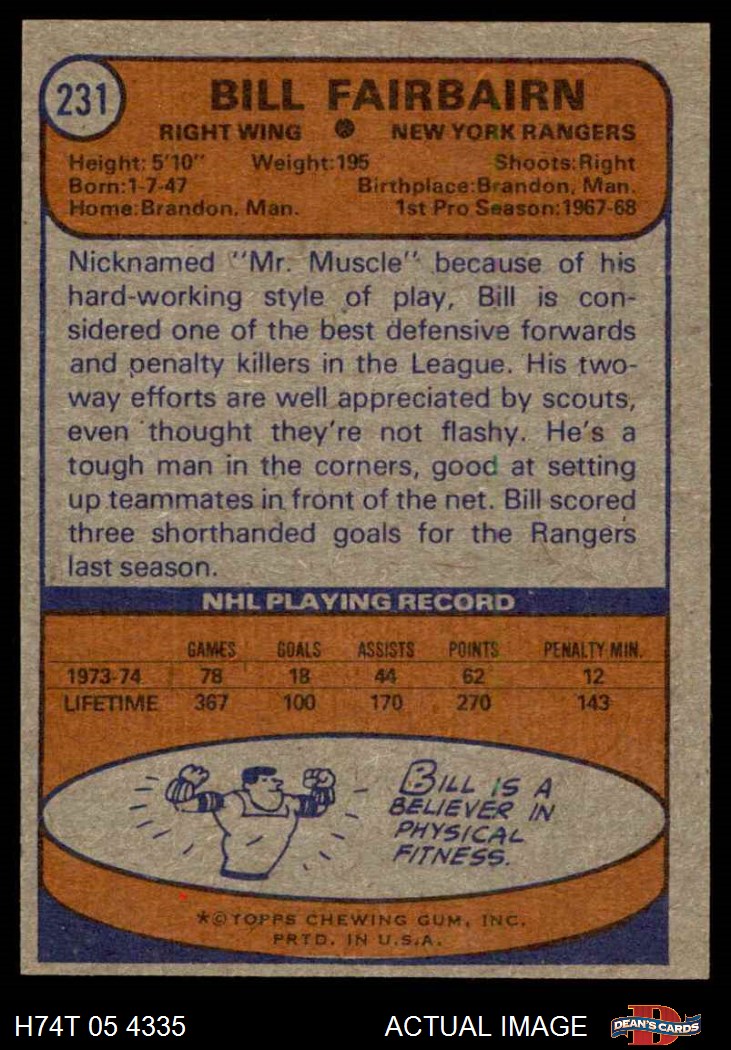 231
BILL FAIRBAIRN
RIGHT WING NEW YORK RANGERS
Height: 5'10" Weight:195 Shoots:Right
Born:1-7-47 Birthplace:Brandon, Man.
Home:Brandon, Man. 1st Pro Season:1967-68
Nicknamed "Mr. Muscle" because of his
hard-working style of play, Bill is con-
sidered one of the best defensive forwards
and penalty killers in the League. His two-
way efforts are well appreciated by scouts,
even thought they're not flashy. He's a
tough man in the corners, good at setting
up teammates in front of the net. Bill scored
three shorthanded goals for the Rangers
last season.
NHL PLAYING RECORD
GAMES GOALS ASSISTS POINTS PENALTY MIN.
1973-74 78 18 44 62 12
LIFETIME 367 100 170 270 143
BILL IS A
BELIEVER IN
PHYSICAL
FITNESS.
*©TOPPS CHEWING GUM, INC.
PRTD. IN U.S.A.
H74T 05 4335 ACTUAL IMAGE D DEAN'S CARDS